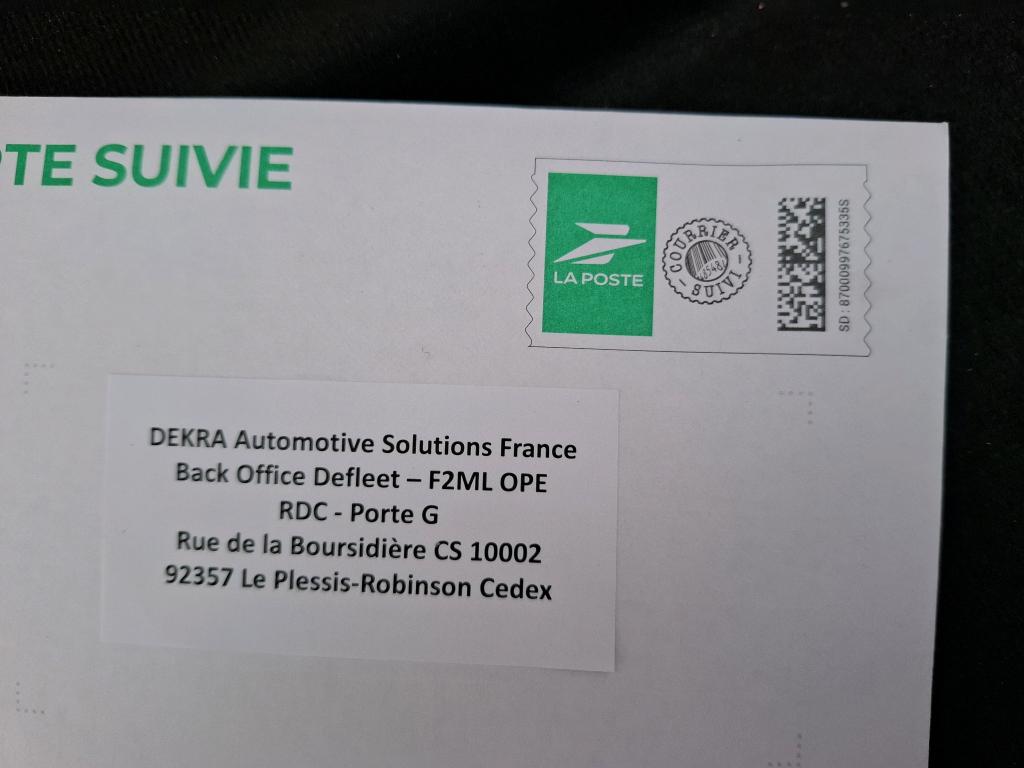 TE SUIVIE
LA POSTE
COURRIER
SUIVI
SD : 87000997675335S
DEKRA Automotive Solutions France
Back Office Defleet – F2ML OPE
RDC - Porte G
Rue de la Boursidière CS 10002
92357 Le Plessis-Robinson Cedex